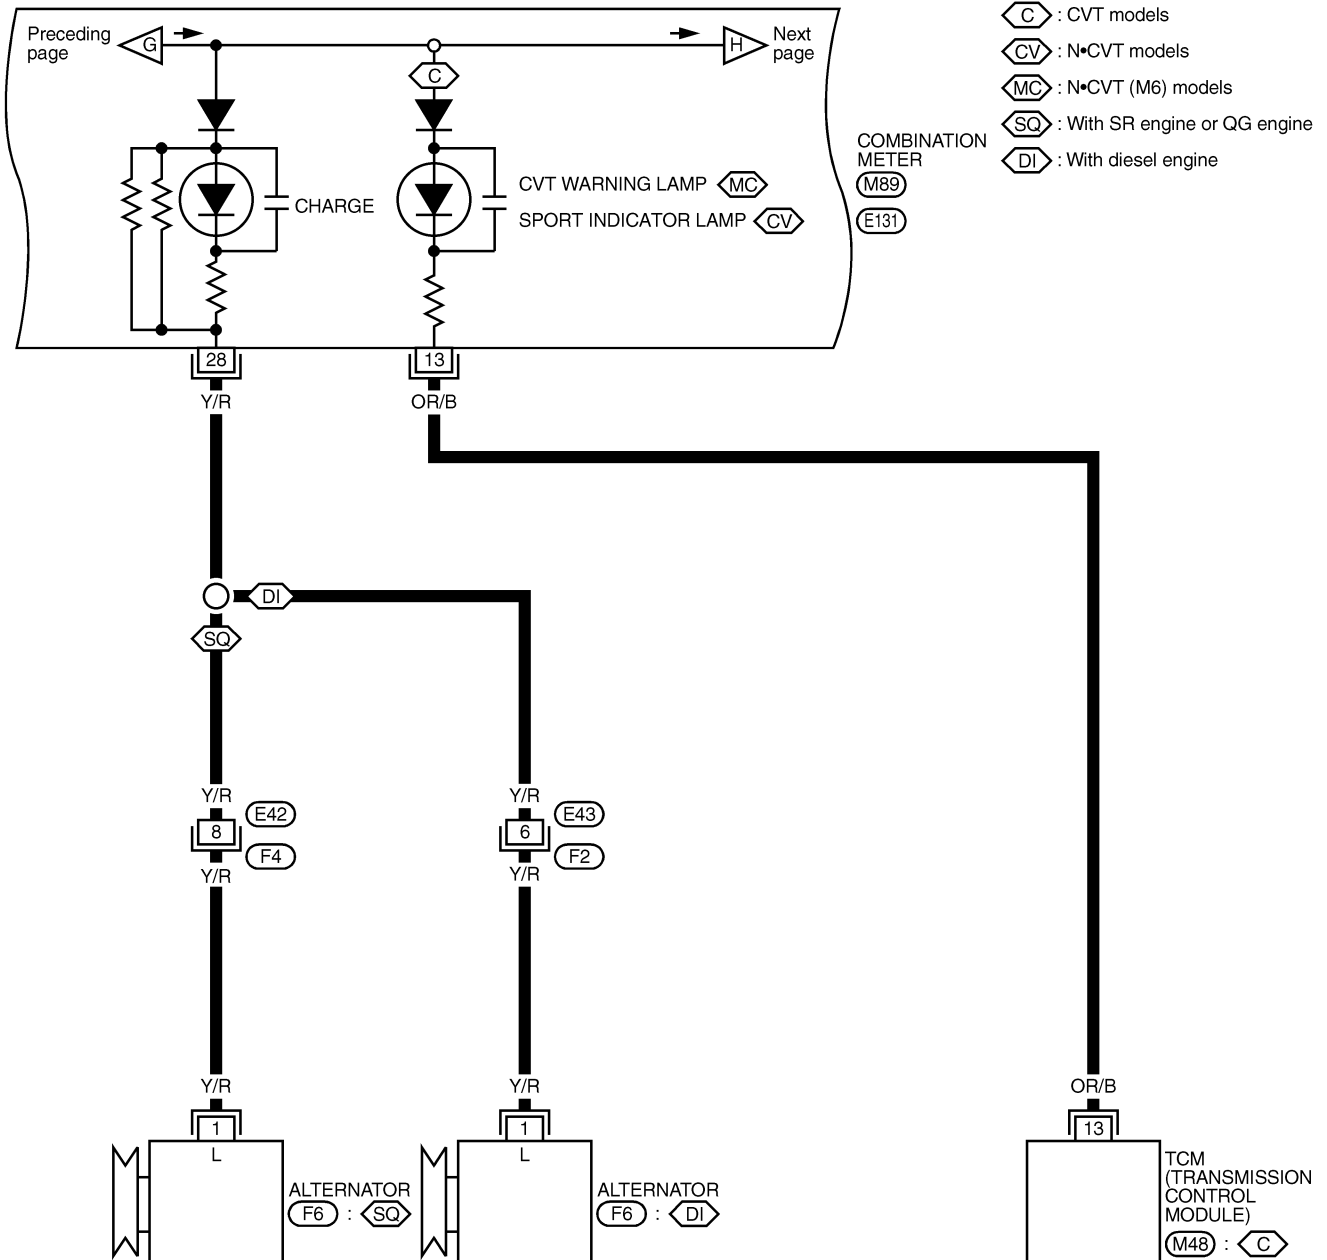 Preceding
page
G
H
Next
page
C
C : CVT models
CV : N•CVT models
MC : N•CVT (M6) models
SQ : With SR engine or QG engine
DI : With diesel engine
COMBINATION
METER
M89
E131
CHARGE
CVT WARNING LAMP MC
SPORT INDICATOR LAMP CV
28
13
Y/R
OR/B
DI
SQ
Y/R
Y/R
E42
E43
8
6
F4
F2
Y/R
Y/R
Y/R
Y/R
OR/B
1
1
13
L
L
ALTERNATOR
F6 : SQ
ALTERNATOR
F6 : DI
TCM
(TRANSMISSION
CONTROL
MODULE)
M48 : C